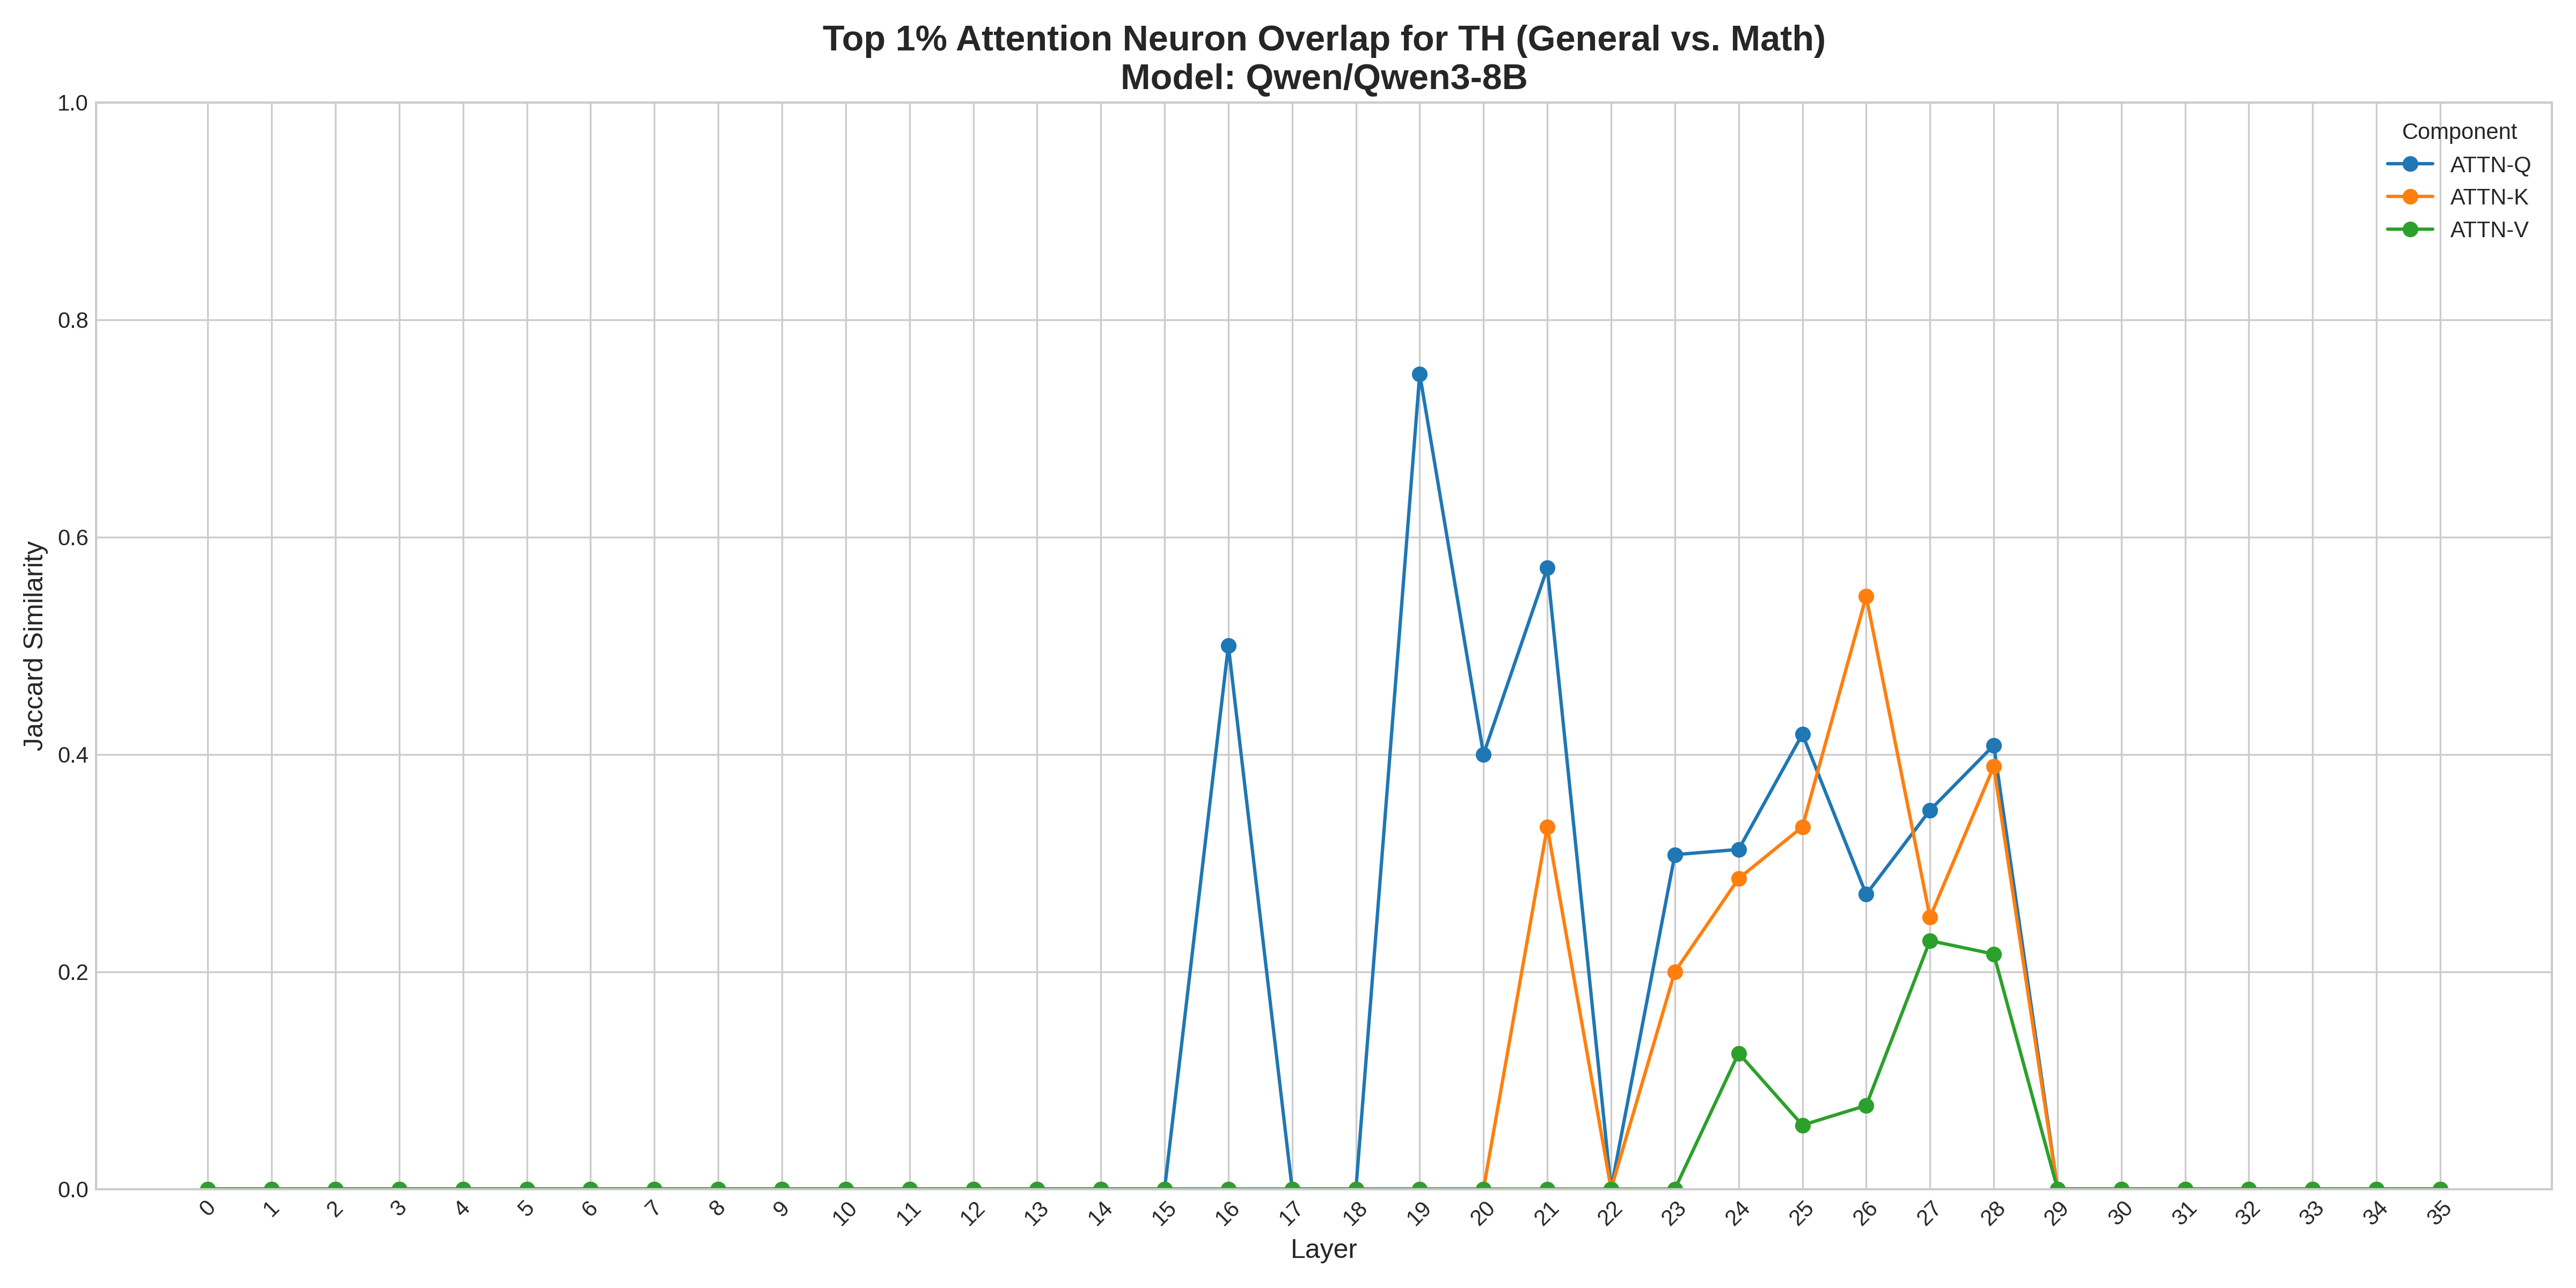 Top 1% Attention Neuron Overlap for TH (General vs. Math)
Model: Qwen/Qwen3-8B
Component
ATTN-Q
ATTN-K
ATTN-V
Jaccard Similarity
1.0
0.8
0.6
0.4
0.2
0.0
0 1 2 3 4 5 6 7 8 9 10 11 12 13 14 15 16 17 18 19 20 21 22 23 24 25 26 27 28 29 30 31 32 33 34 35
Layer